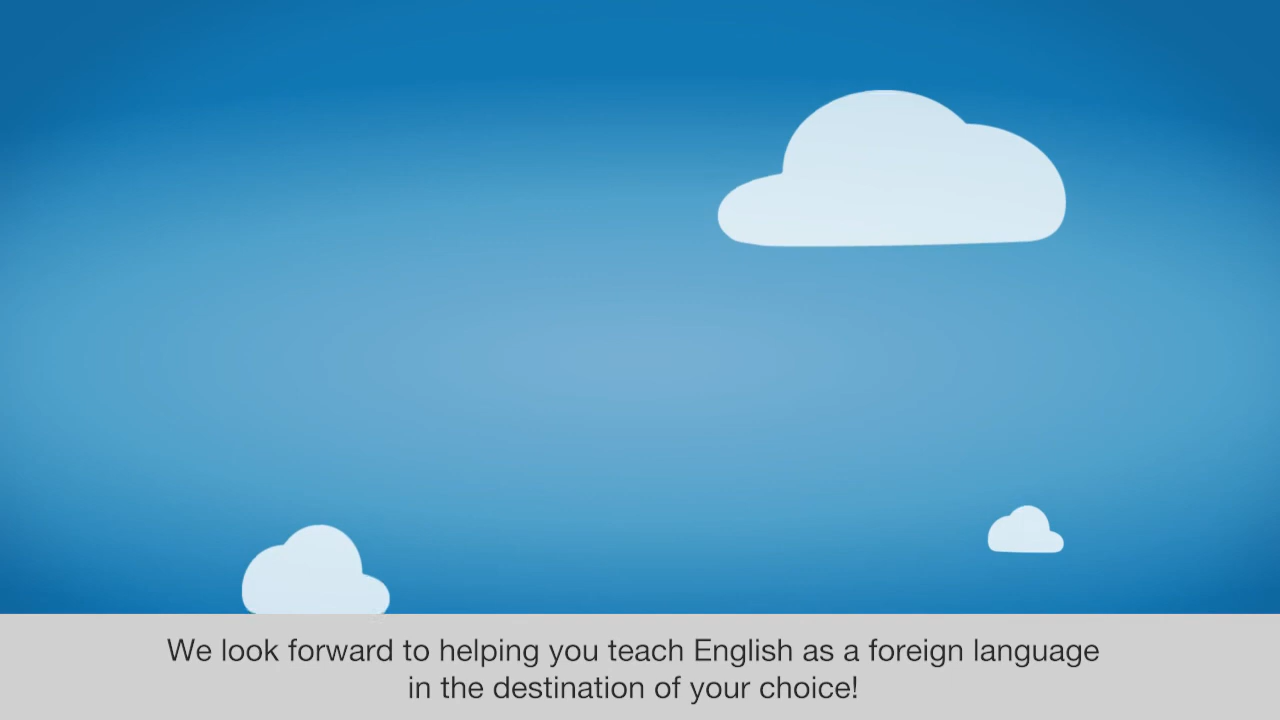 We look forward to helping you teach English as a foreign language
in the destination of your choice!